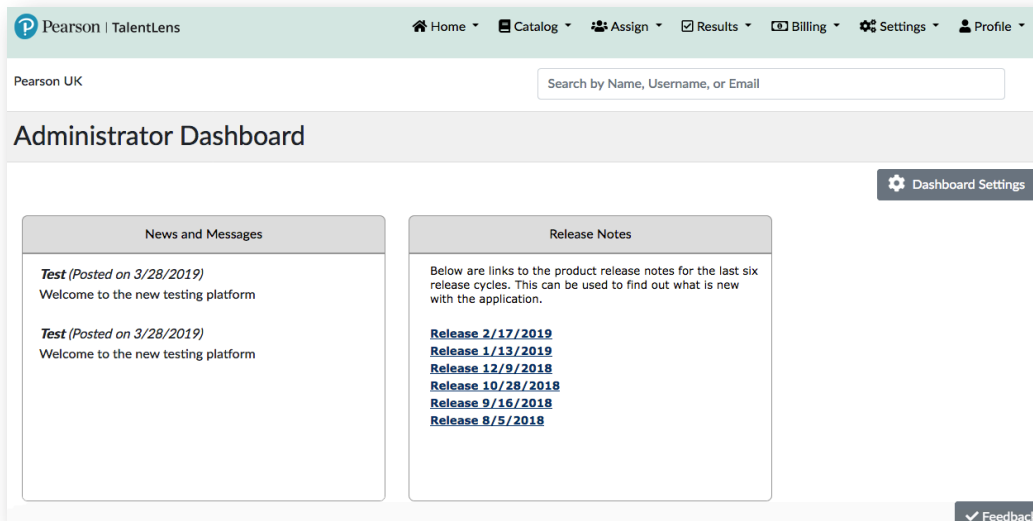 Pearson | TalentLens
Home Catalog Assign Results Billing Settings Profile
Pearson UK
Search by Name, Username, or Email
Administrator Dashboard
Dashboard Settings
News and Messages
Test (Posted on 3/28/2019)
Welcome to the new testing platform
Test (Posted on 3/28/2019)
Welcome to the new testing platform
Release Notes
Below are links to the product release notes for the last six
release cycles. This can be used to find out what is new
with the application.
Release 2/17/2019
Release 1/13/2019
Release 12/9/2018
Release 10/28/2018
Release 9/16/2018
Release 8/5/2018
Feedback